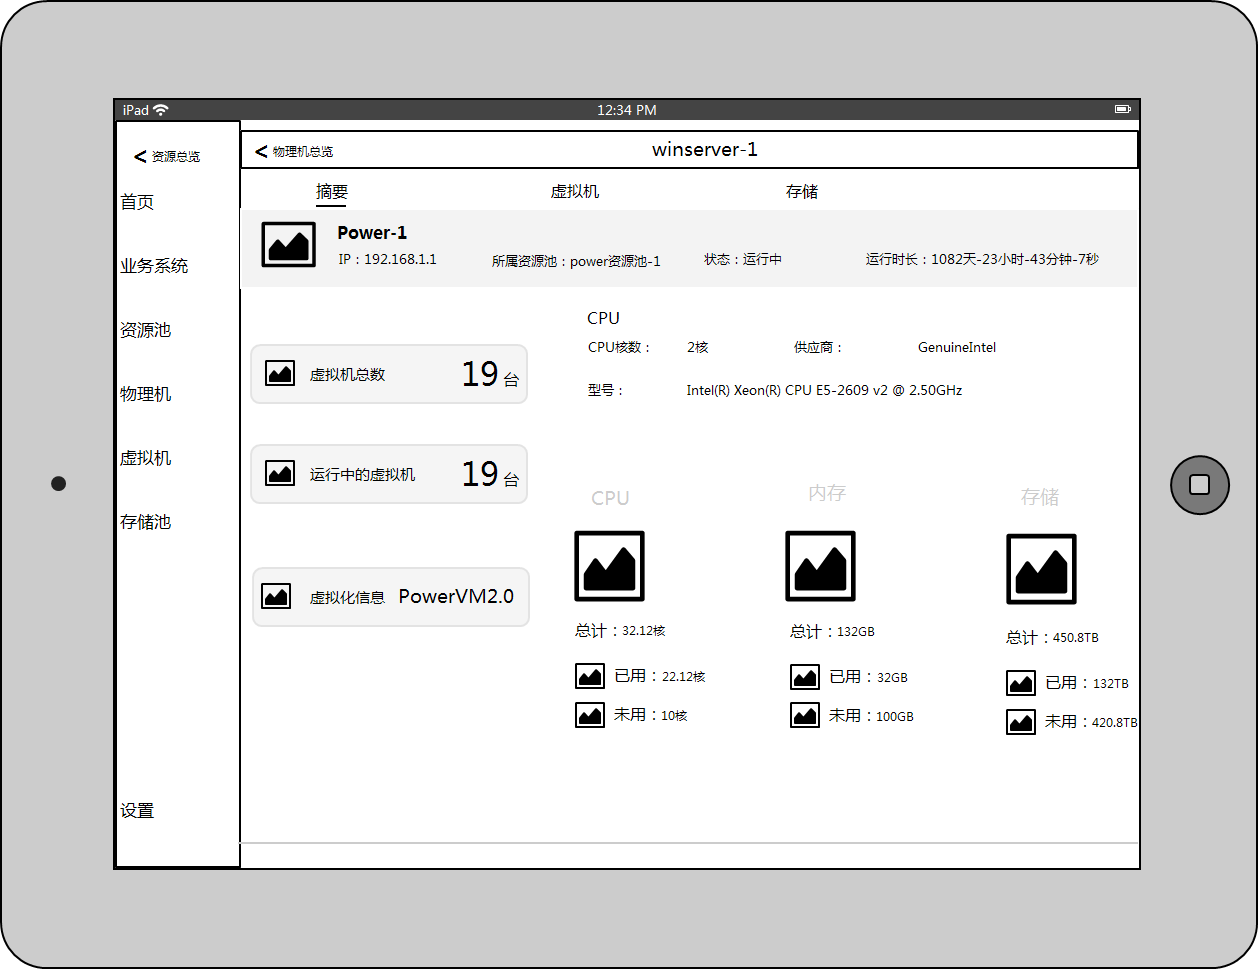 iPad 12:34 PM
< 资源总览
首页
业务系统
资源池
物理机
虚拟机
存储池
设置
< 物理机总览 winserver-1
摘要 虚拟机 存储
Power-1
IP：192.168.1.1 所属资源池：power资源池-1 状态：运行中 运行时长：1082天-23小时-43分钟-7秒
虚拟机总数 19 台
运行中的虚拟机 19 台
虚拟化信息 PowerVM2.0
CPU
CPU核数： 2核 供应商： GenuineIntel
型号： Intel(R) Xeon(R) CPU E5-2609 v2 @ 2.50GHz
CPU
总计：32.12核
已用：22.12核
未用：10核
内存
总计：132GB
已用：32GB
未用：100GB
存储
总计：450.8TB
已用：132TB
未用：420.8TB